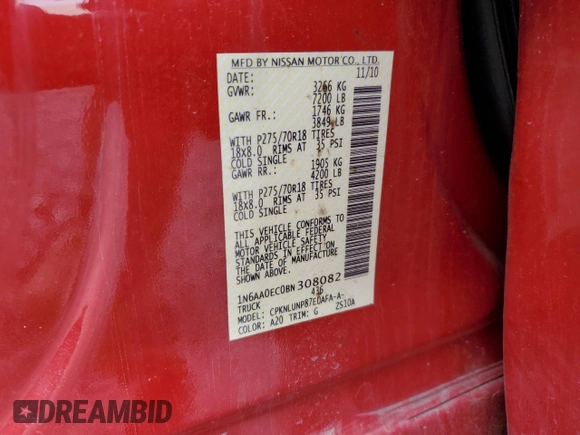 MFD BY NISSAN MOTOR CO., LTD.
DATE: 11/10
GVWR: 3266 KG
7200 LB
GAWR FR.: 1746 KG
3849 LB
WITH P275/70R18 TIRES
18X8.0 RIMS AT 35 PSI
COLD SINGLE
GAWR RR.: 1905 KG
4200 LB
WITH P275/70R18 TIRES
18X8.0 RIMS AT 35 PSI
COLD SINGLE
THIS VEHICLE CONFORMS TO
ALL APPLICABLE FEDERAL
MOTOR VEHICLE SAFETY
STANDARDS IN EFFECT ON
THE DATE OF MANUFACTURE
SHOWN ABOVE.
1N6AA0EC0BN308082
TRUCK 436
MODEL: CPKNLUNP87EDAFA-A-
COLOR: A20 TRIM: G 2S10A
DREAMBID